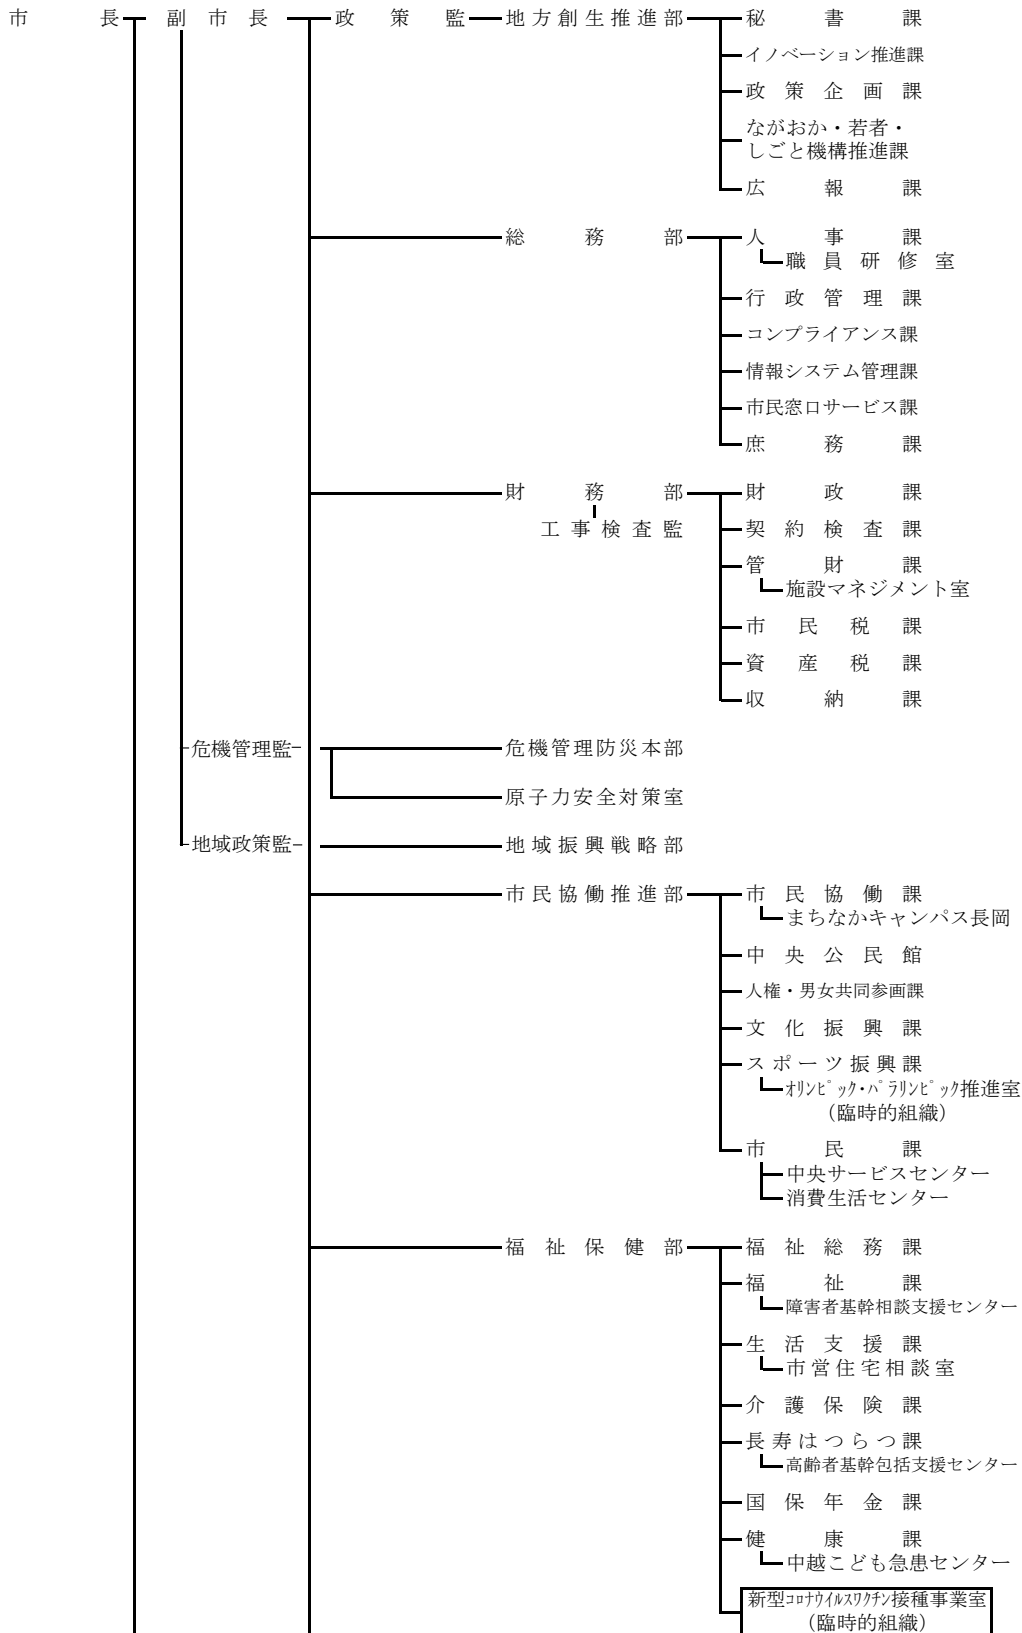 市長 副市長 政策監 地方創生推進部 秘書課
イノベーション推進課
政策企画課
ながおか・若者・
しごと機構推進課
広報課
総務部 人事課
職員研修室
行政管理課
コンプライアンス課
情報システム管理課
市民窓口サービス課
庶務課
財務部 財政課
工事検査監 契約検査課
管財課
施設マネジメント室
市民税課
資産税課
収納課
危機管理監 危機管理防災本部
原子力安全対策室
地域政策監 地域振興戦略部
市民協働推進部 市民協働課
まちなかキャンパス長岡
中央公民館
人権・男女共同参画課
文化振興課
スポーツ振興課
ｵﾘﾝﾋﾟｯｸ・ﾊﾟﾗﾘﾝﾋﾟｯｸ推進室
（臨時的組織）
市民課
中央サービスセンター
消費生活センター
福祉保健部 福祉総務課
福祉課
障害者基幹相談支援センター
生活支援課
市営住宅相談室
介護保険課
長寿はつらつ課
高齢者基幹包括支援センター
国保年金課
健康課
中越こども急患センター
新型ｺﾛﾅｳｲﾙｽﾜｸﾁﾝ接種事業室
（臨時的組織）